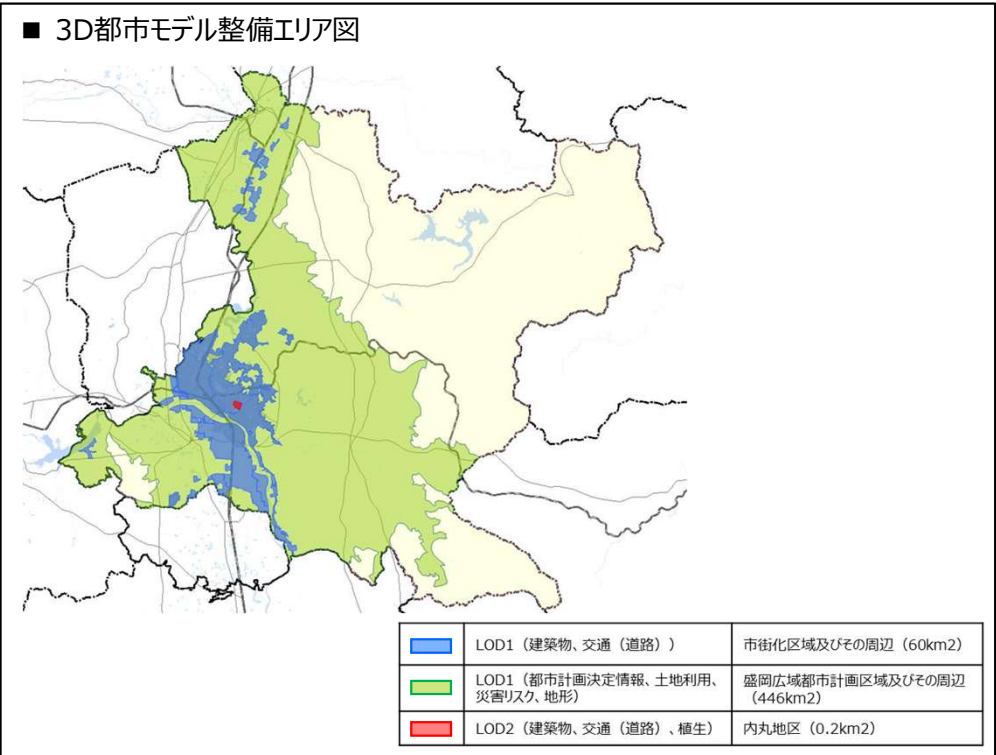 ■ 3D都市モデル整備エリア図
LOD1（建築物、交通（道路））
市街化区域及びその周辺（60km2）
LOD1（都市計画決定情報、土地利用、
災害リスク、地形）
盛岡広域都市計画区域及びその周辺
（446km2）
LOD2（建築物、交通（道路）、植生）
内丸地区（0.2km2）